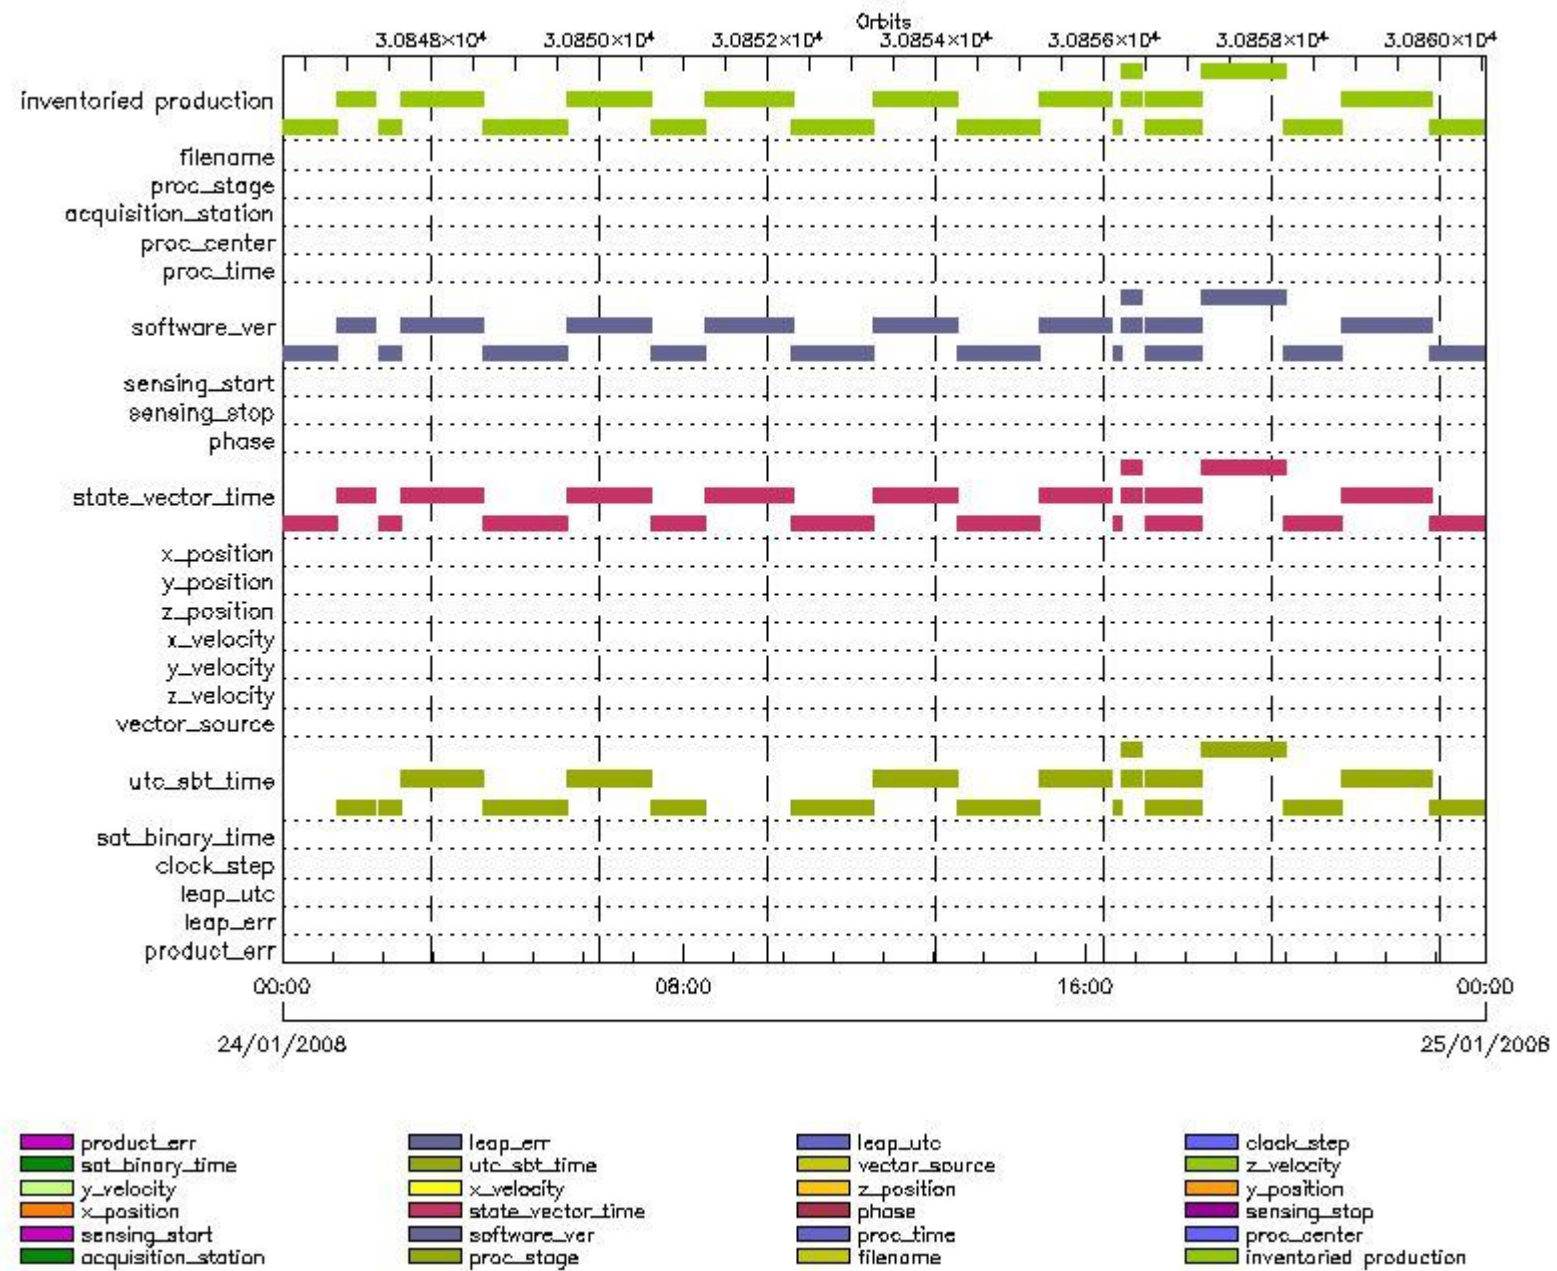 Orbits
3.0848×10⁴ 3.0850×10⁴ 3.0852×10⁴ 3.0854×10⁴ 3.0856×10⁴ 3.0858×10⁴ 3.0860×10⁴
inventoried production
filename
proc_stage
acquisition_station
proc_center
proc_time
software_ver
sensing_start
sensing_stop
phase
state_vector_time
x_position
y_position
z_position
x_velocity
y_velocity
z_velocity
vector_source
utc_sbt_time
sat_binary_time
clock_step
leap_utc
leap_err
product_err
00:00 08:00 16:00 00:00
24/01/2008 25/01/2008
product_err leap_err leap_utc clock_step
sat_binary_time utc_sbt_time vector_source z_velocity
y_velocity x_velocity z_position y_position
x_position state_vector_time phase sensing_stop
sensing_start software_ver proc_time proc_center
acquisition_station proc_stage filename inventoried production